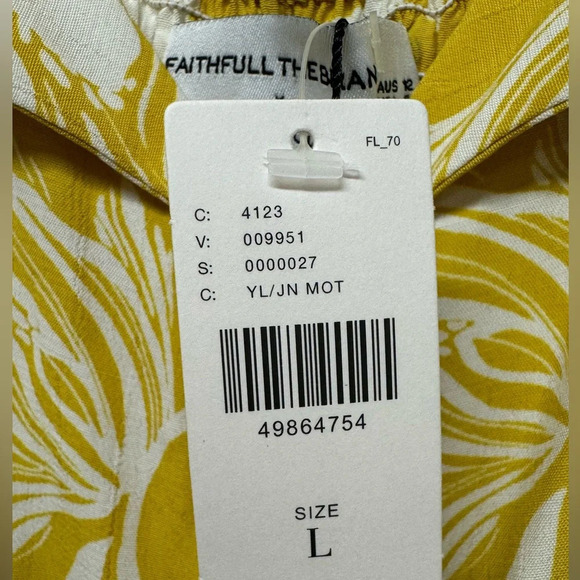 FAITHFULL THE BRAN
AUS 12
FL_70
C: 4123
V: 009951
S: 0000027
C: YL/JN MOT
49864754
SIZE
L